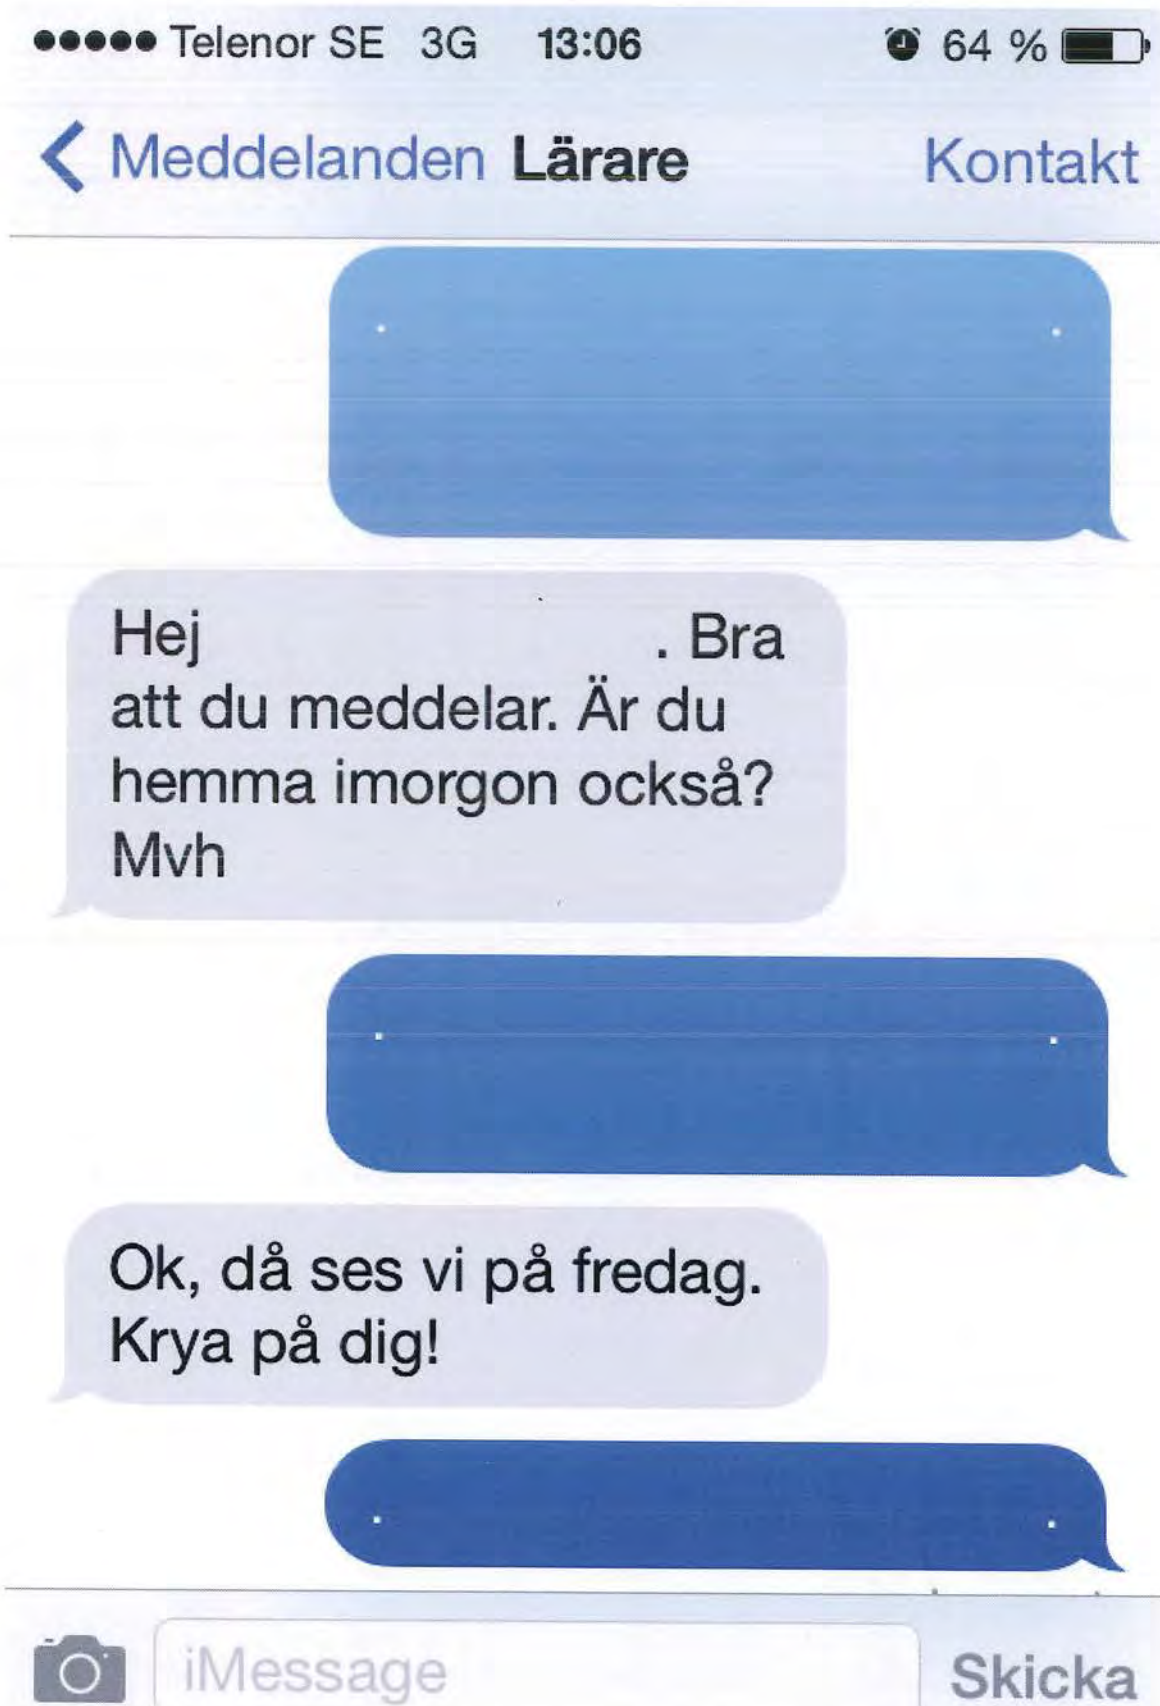 Telenor SE 3G 13:06 64 %
Meddelanden Lärare Kontakt
Hej . Bra
att du meddelar. Är du
hemma imorgon också?
Mvh
Ok, då ses vi på fredag.
Krya på dig!
iMessage Skicka